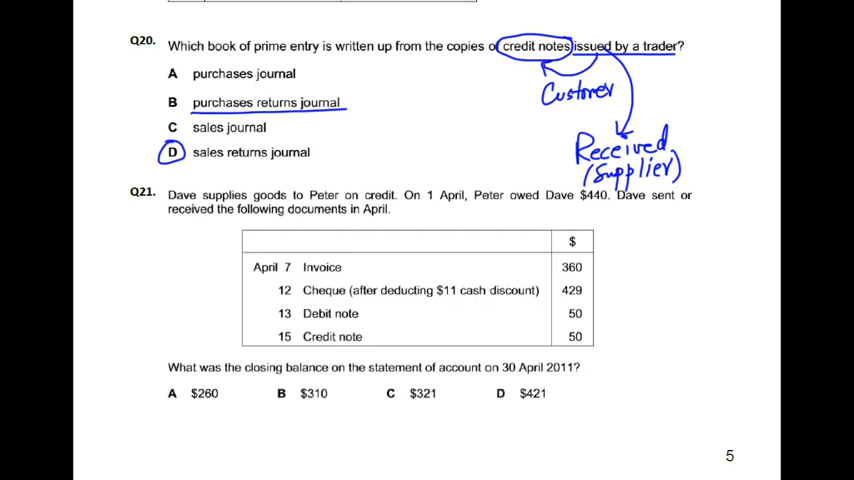 Q20. Which book of prime entry is written up from the copies of credit notes issued by a trader?
A purchases journal
Customer
B purchases returns journal
C sales journal
D sales returns journal
Received
(Supplier)
Q21. Dave supplies goods to Peter on credit. On 1 April, Peter owed Dave $440. Dave sent or
received the following documents in April.
$
April 7 Invoice 360
12 Cheque (after deducting $11 cash discount) 429
13 Debit note 50
15 Credit note 50
What was the closing balance on the statement of account on 30 April 2011?
A $260 B $310 C $321 D $421
5